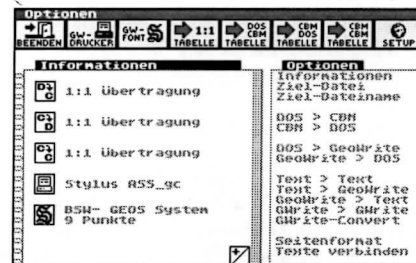 Optionen
BEENDEN GW- DRUCKER GW- FONT 1:1 TABELLE DOS CBM TABELLE CBM DOS TABELLE CBM CBM TABELLE SETUP
Informationen
1:1 Übertragung
1:1 Übertragung
1:1 Übertragung
Stylus ASS_gc
BSW- GEOS System
9 Punkte
Optionen
Informationen
Ziel-Datei
Ziel-Dateiname
DOS > CBM
CBM > DOS
DOS > GeoWrite
GeoWrite > DOS
Text > Text
Text > GeoWrite
GeoWrite > Text
GWrite > GWrite
GWrite-Convert
Seitenformat
Texte verbinden